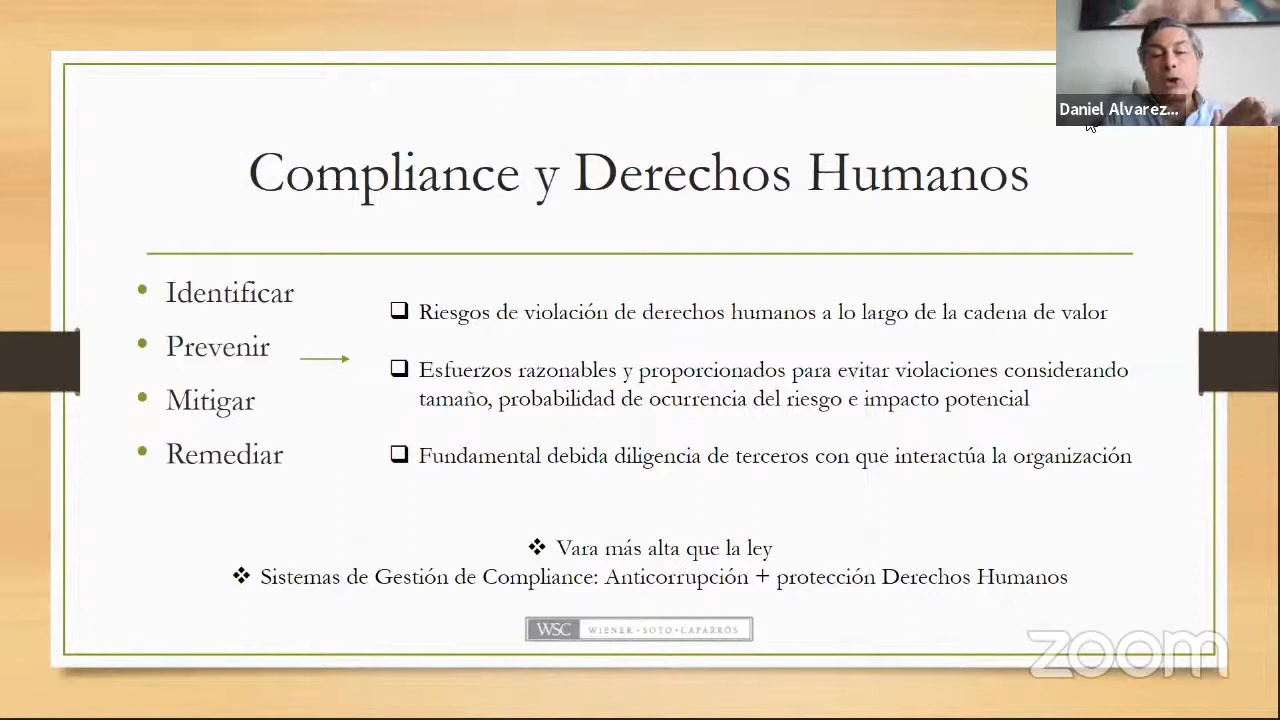 Daniel Alvarez...
Compliance y Derechos Humanos
Identificar
Prevenir
Mitigar
Remediar
Riesgos de violación de derechos humanos a lo largo de la cadena de valor
Esfuerzos razonables y proporcionados para evitar violaciones considerando
tamaño, probabilidad de ocurrencia del riesgo e impacto potencial
Fundamental debida diligencia de terceros con que interactúa la organización
Vara más alta que la ley
Sistemas de Gestión de Compliance: Anticorrupción + protección Derechos Humanos
WSC WIENER•SOTO•CAPARRÓS
zoom